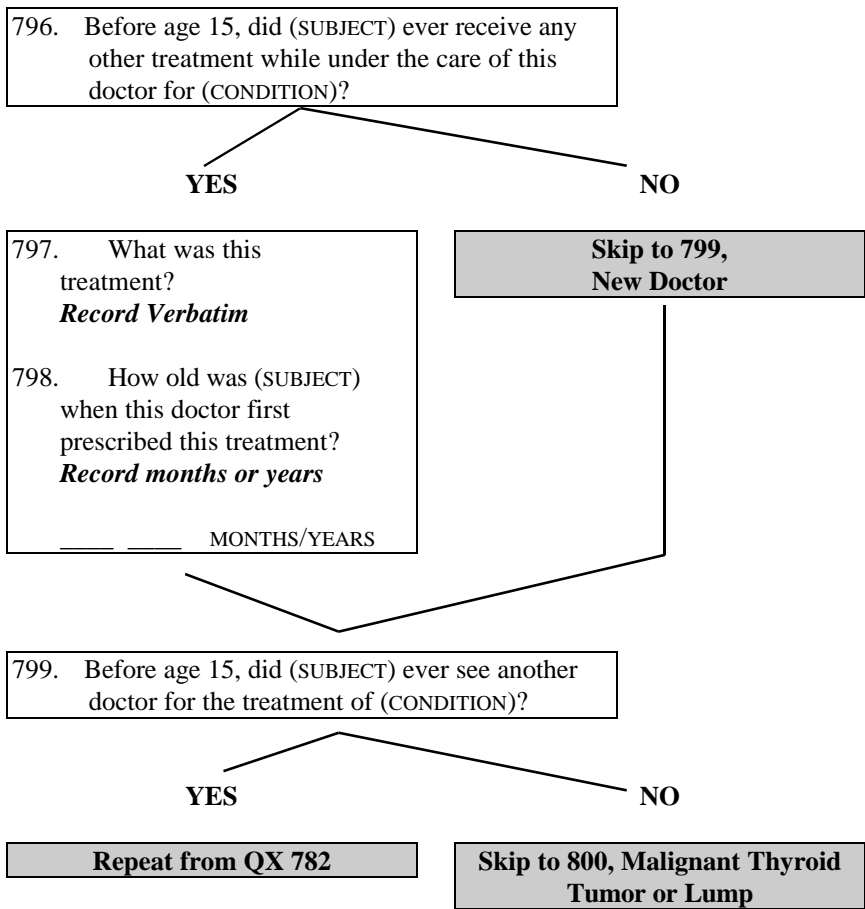 796. Before age 15, did (SUBJECT) ever receive any
other treatment while under the care of this
doctor for (CONDITION)?
YES
NO
797. What was this
treatment?
Record Verbatim
798. How old was (SUBJECT)
when this doctor first
prescribed this treatment?
Record months or years
____ ____ MONTHS/YEARS
Skip to 799,
New Doctor
799. Before age 15, did (SUBJECT) ever see another
doctor for the treatment of (CONDITION)?
YES
NO
Repeat from QX 782
Skip to 800, Malignant Thyroid
Tumor or Lump